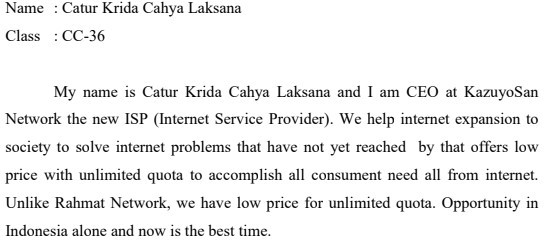 Name : Catur Krida Cahya Laksana
Class : CC-36
My name is Catur Krida Cahya Laksana and I am CEO at KazuyoSan
Network the new ISP (Internet Service Provider). We help internet expansion to
society to solve internet problems that have not yet reached by that offers low
price with unlimited quota to accomplish all consument need all from internet.
Unlike Rahmat Network, we have low price for unlimited quota. Opportunity in
Indonesia alone and now is the best time.